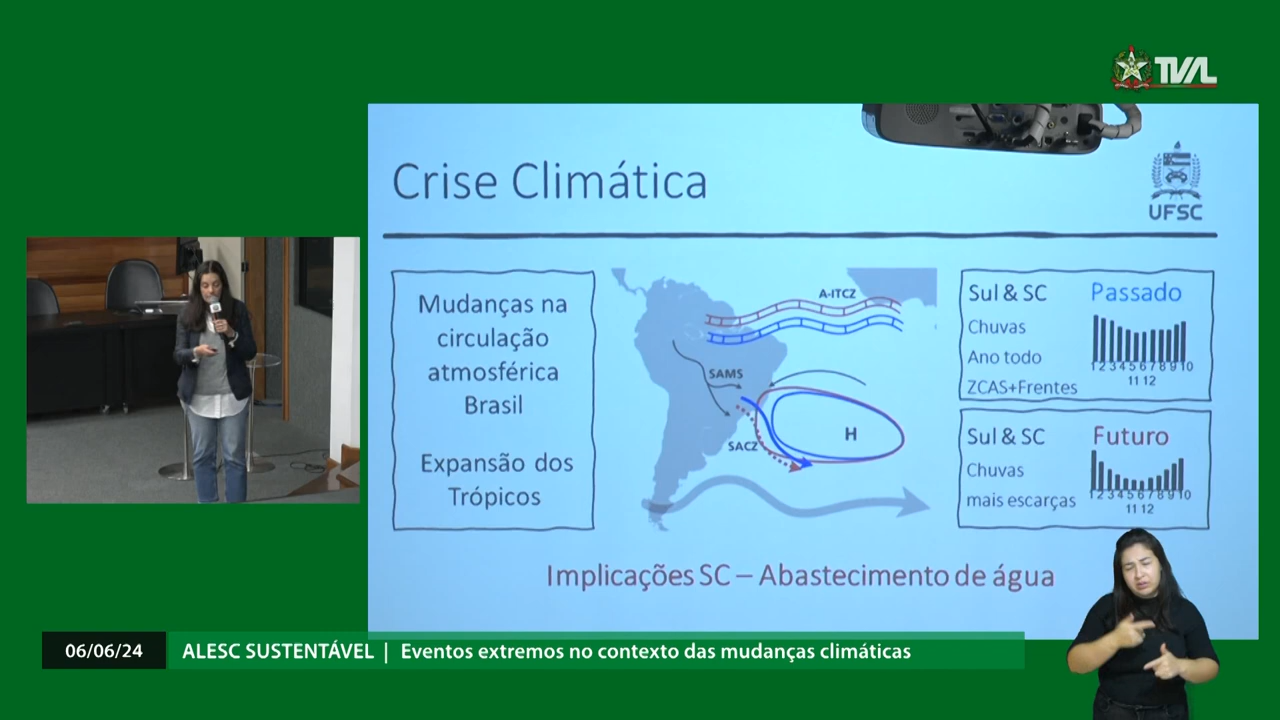 TVAL
Crise Climática
UFSC
Mudanças na
circulação
atmosférica
Brasil
Expansão dos
Trópicos
A-ITCZ
SAMS
SACZ
H
Sul & SC Passado
Chuvas
Ano todo
ZCAS+Frentes
1 2 3 4 5 6 7 8 9 10
11 12
Sul & SC Futuro
Chuvas
mais escarças
1 2 3 4 5 6 7 8 9 10
11 12
Implicações SC – Abastecimento de água
06/06/24 ALESC SUSTENTÁVEL | Eventos extremos no contexto das mudanças climáticas